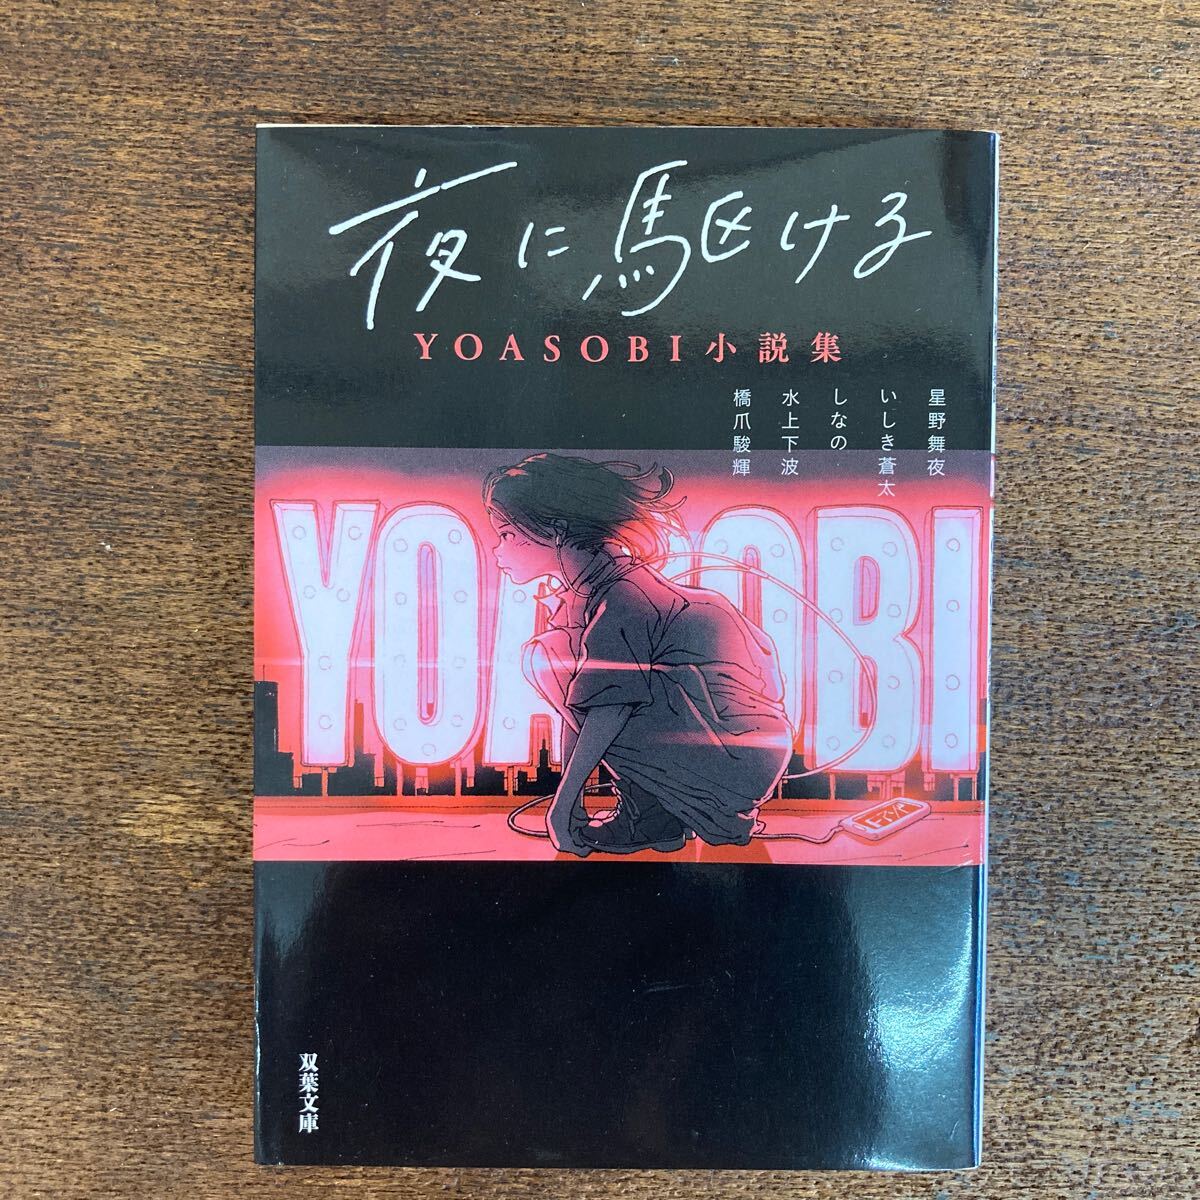 夜に駆ける
YOASOBI小説集
星野舞夜
いしき蒼太
しなの
水上下波
橋爪駿輝
YOASOBI
双葉文庫